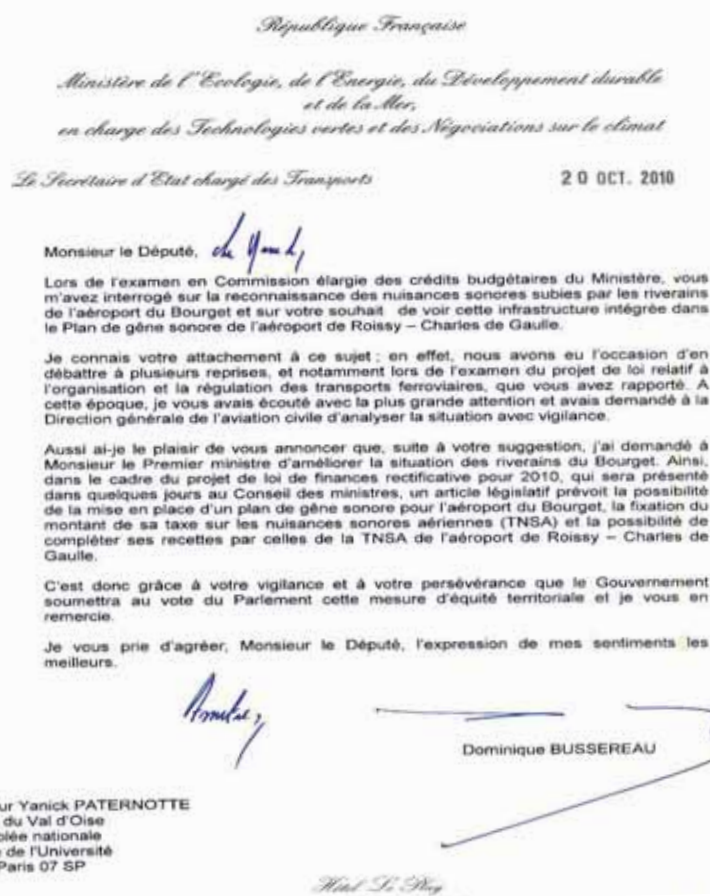 République Française
Ministère de l'Ecologie, de l'Energie, du Développement durable
et de la Mer,
en charge des Technologies vertes et des Négociations sur le climat
Le Secrétaire d'Etat chargé des Transports
20 OCT. 2010
Monsieur le Député,
Lors de l'examen en Commission élargie des crédits budgétaires du Ministère, vous
m'avez interrogé sur la reconnaissance des nuisances sonores subies par les riverains
de l'aéroport du Bourget et sur votre souhait de voir cette infrastructure intégrée dans
le Plan de gêne sonore de l'aéroport de Roissy – Charles de Gaulle.
Je connais votre attachement à ce sujet ; en effet, nous avons eu l'occasion d'en
débattre à plusieurs reprises, et notamment lors de l'examen du projet de loi relatif à
l'organisation et la régulation des transports ferroviaires, que vous avez rapporté. A
cette époque, je vous avais écouté avec la plus grande attention et avais demandé à la
Direction générale de l'aviation civile d'analyser la situation avec vigilance.
Aussi ai-je le plaisir de vous annoncer que, suite à votre suggestion, j'ai demandé à
Monsieur le Premier ministre d'améliorer la situation des riverains du Bourget. Ainsi,
dans le cadre du projet de loi de finances rectificative pour 2010, qui sera présenté
dans quelques jours au Conseil des ministres, un article législatif prévoit la possibilité
de la mise en place d'un plan de gêne sonore pour l'aéroport du Bourget, la fixation du
montant de sa taxe sur les nuisances sonores aériennes (TNSA) et la possibilité de
compléter ses recettes par celles de la TNSA de l'aéroport de Roissy – Charles de
Gaulle.
C'est donc grâce à votre vigilance et à votre persévérance que le Gouvernement
soumettra au vote du Parlement cette mesure d'équité territoriale et je vous en
remercie.
Je vous prie d'agréer, Monsieur le Député, l'expression de mes sentiments les
meilleurs.
Dominique BUSSEREAU
ur Yanick PATERNOTTE
du Val d'Oise
blée nationale
de l'Université
Paris 07 SP
Hôtel Le Play